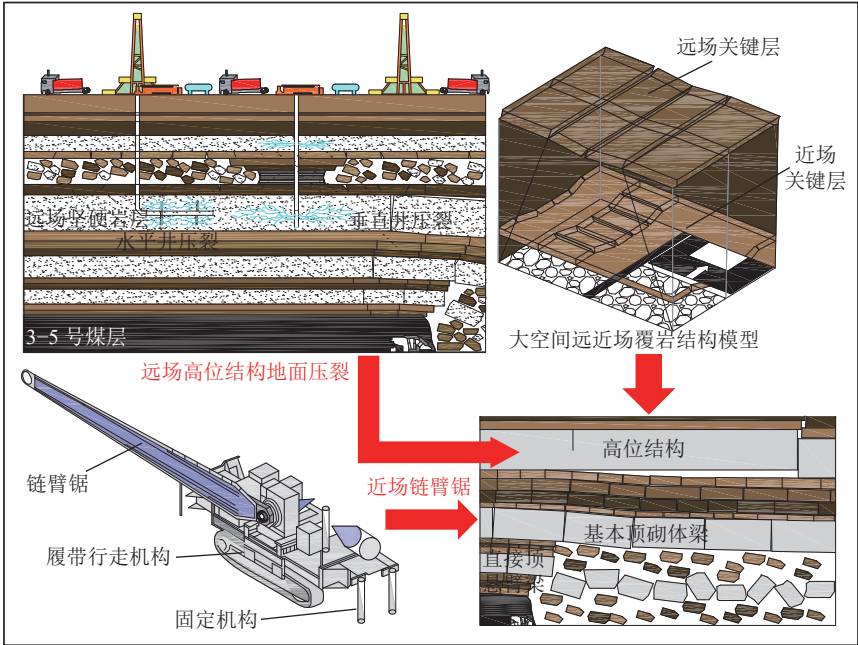 远场关键层
近场
关键层
远场坚硬岩层
垂直井压裂
水平井压裂
3-5 号煤层
大空间远近场覆岩结构模型
远场高位结构地面压裂
高位结构
链臂锯
近场链臂锯
基本顶砌体梁
履带行走机构
直接顶
悬臂梁
固定机构